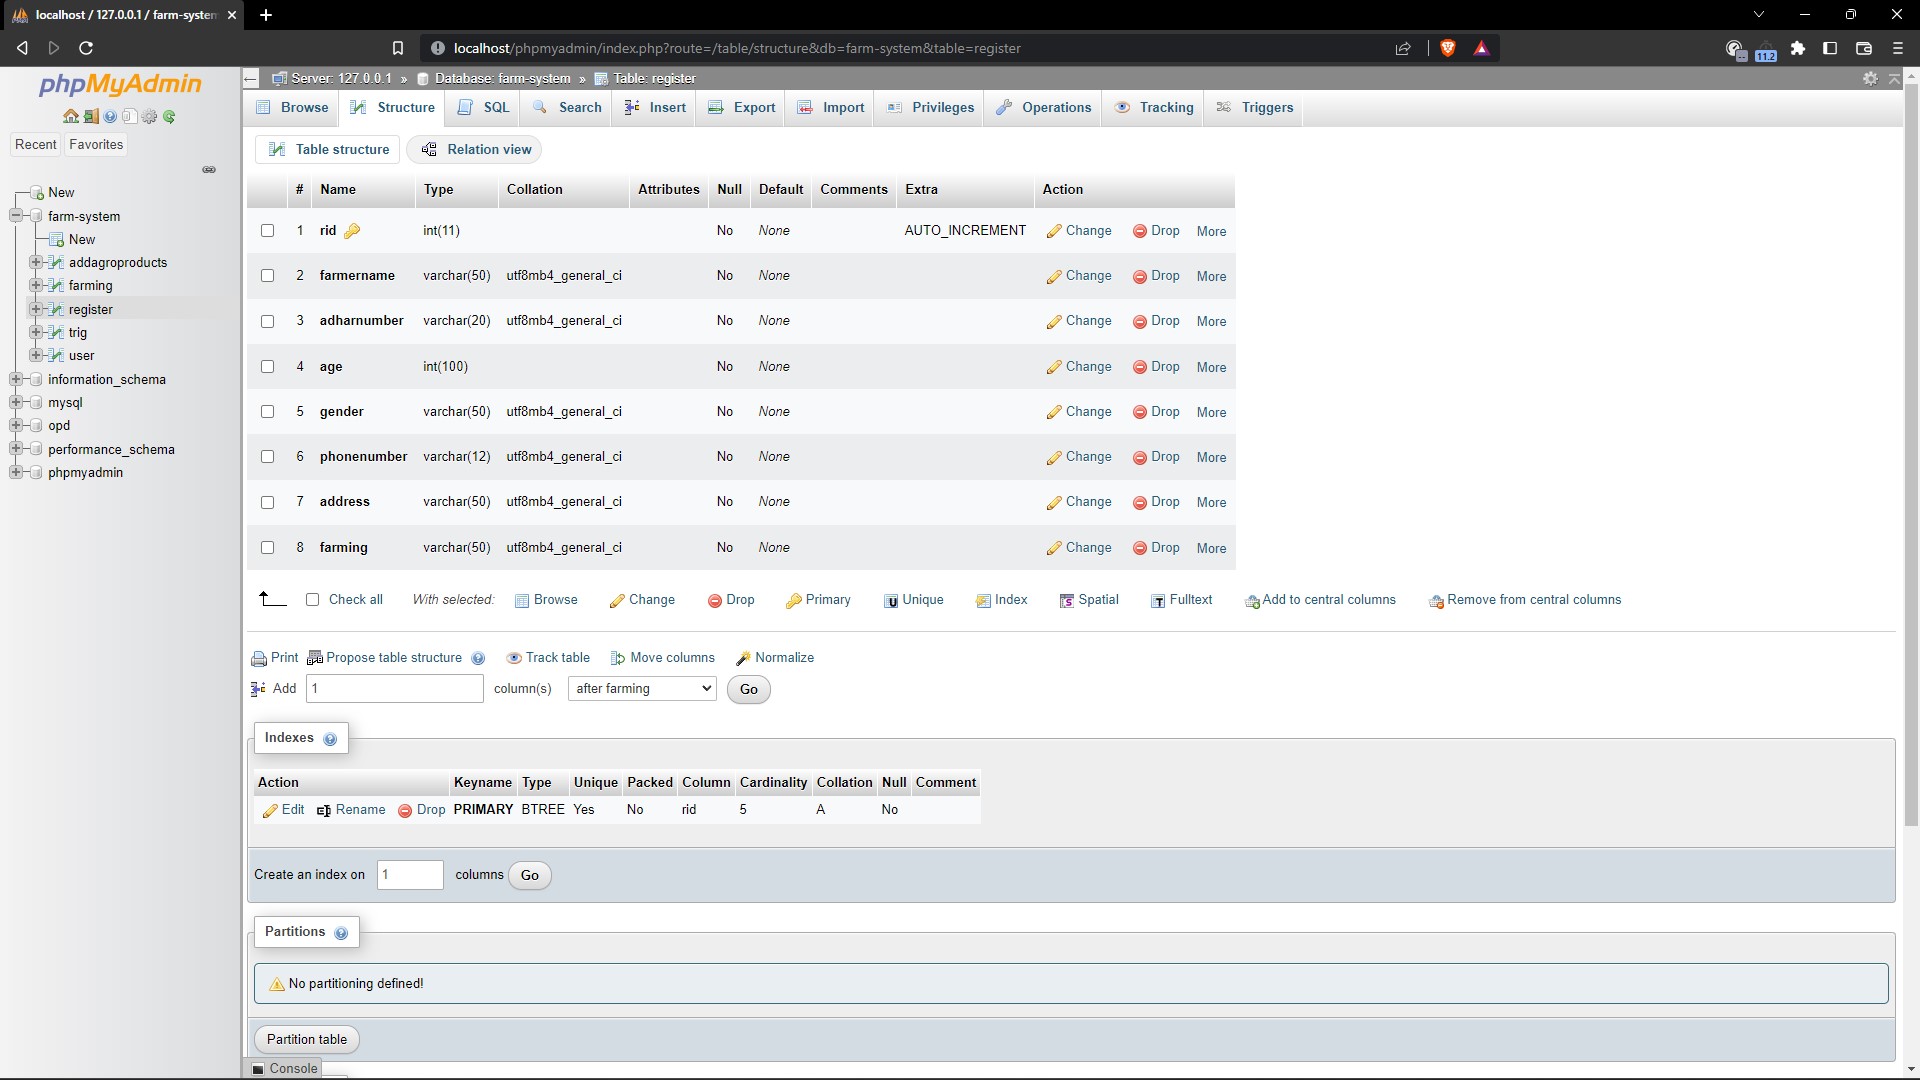 localhost / 127.0.0.1 / farm-system
localhost/phpmyadmin/index.php?route=/table/structure&db=farm-system&table=register
11.2
phpMyAdmin
Recent Favorites
New
farm-system
New
addagroproducts
farming
register
trig
user
information_schema
mysql
opd
performance_schema
phpmyadmin
Server: 127.0.0.1 » Database: farm-system » Table: register
Browse Structure SQL Search Insert Export Import Privileges Operations Tracking Triggers
Table structure Relation view
# Name Type Collation Attributes Null Default Comments Extra Action
1 rid int(11) No None AUTO_INCREMENT Change Drop More
2 farmername varchar(50) utf8mb4_general_ci No None Change Drop More
3 adharnumber varchar(20) utf8mb4_general_ci No None Change Drop More
4 age int(100) No None Change Drop More
5 gender varchar(50) utf8mb4_general_ci No None Change Drop More
6 phonenumber varchar(12) utf8mb4_general_ci No None Change Drop More
7 address varchar(50) utf8mb4_general_ci No None Change Drop More
8 farming varchar(50) utf8mb4_general_ci No None Change Drop More
Check all With selected: Browse Change Drop Primary Unique Index Spatial Fulltext Add to central columns Remove from central columns
Print Propose table structure Track table Move columns Normalize
Add 1 column(s) after farming Go
Indexes
Action Keyname Type Unique Packed Column Cardinality Collation Null Comment
Edit Rename Drop PRIMARY BTREE Yes No rid 5 A No
Create an index on 1 columns Go
Partitions
No partitioning defined!
Partition table
Console